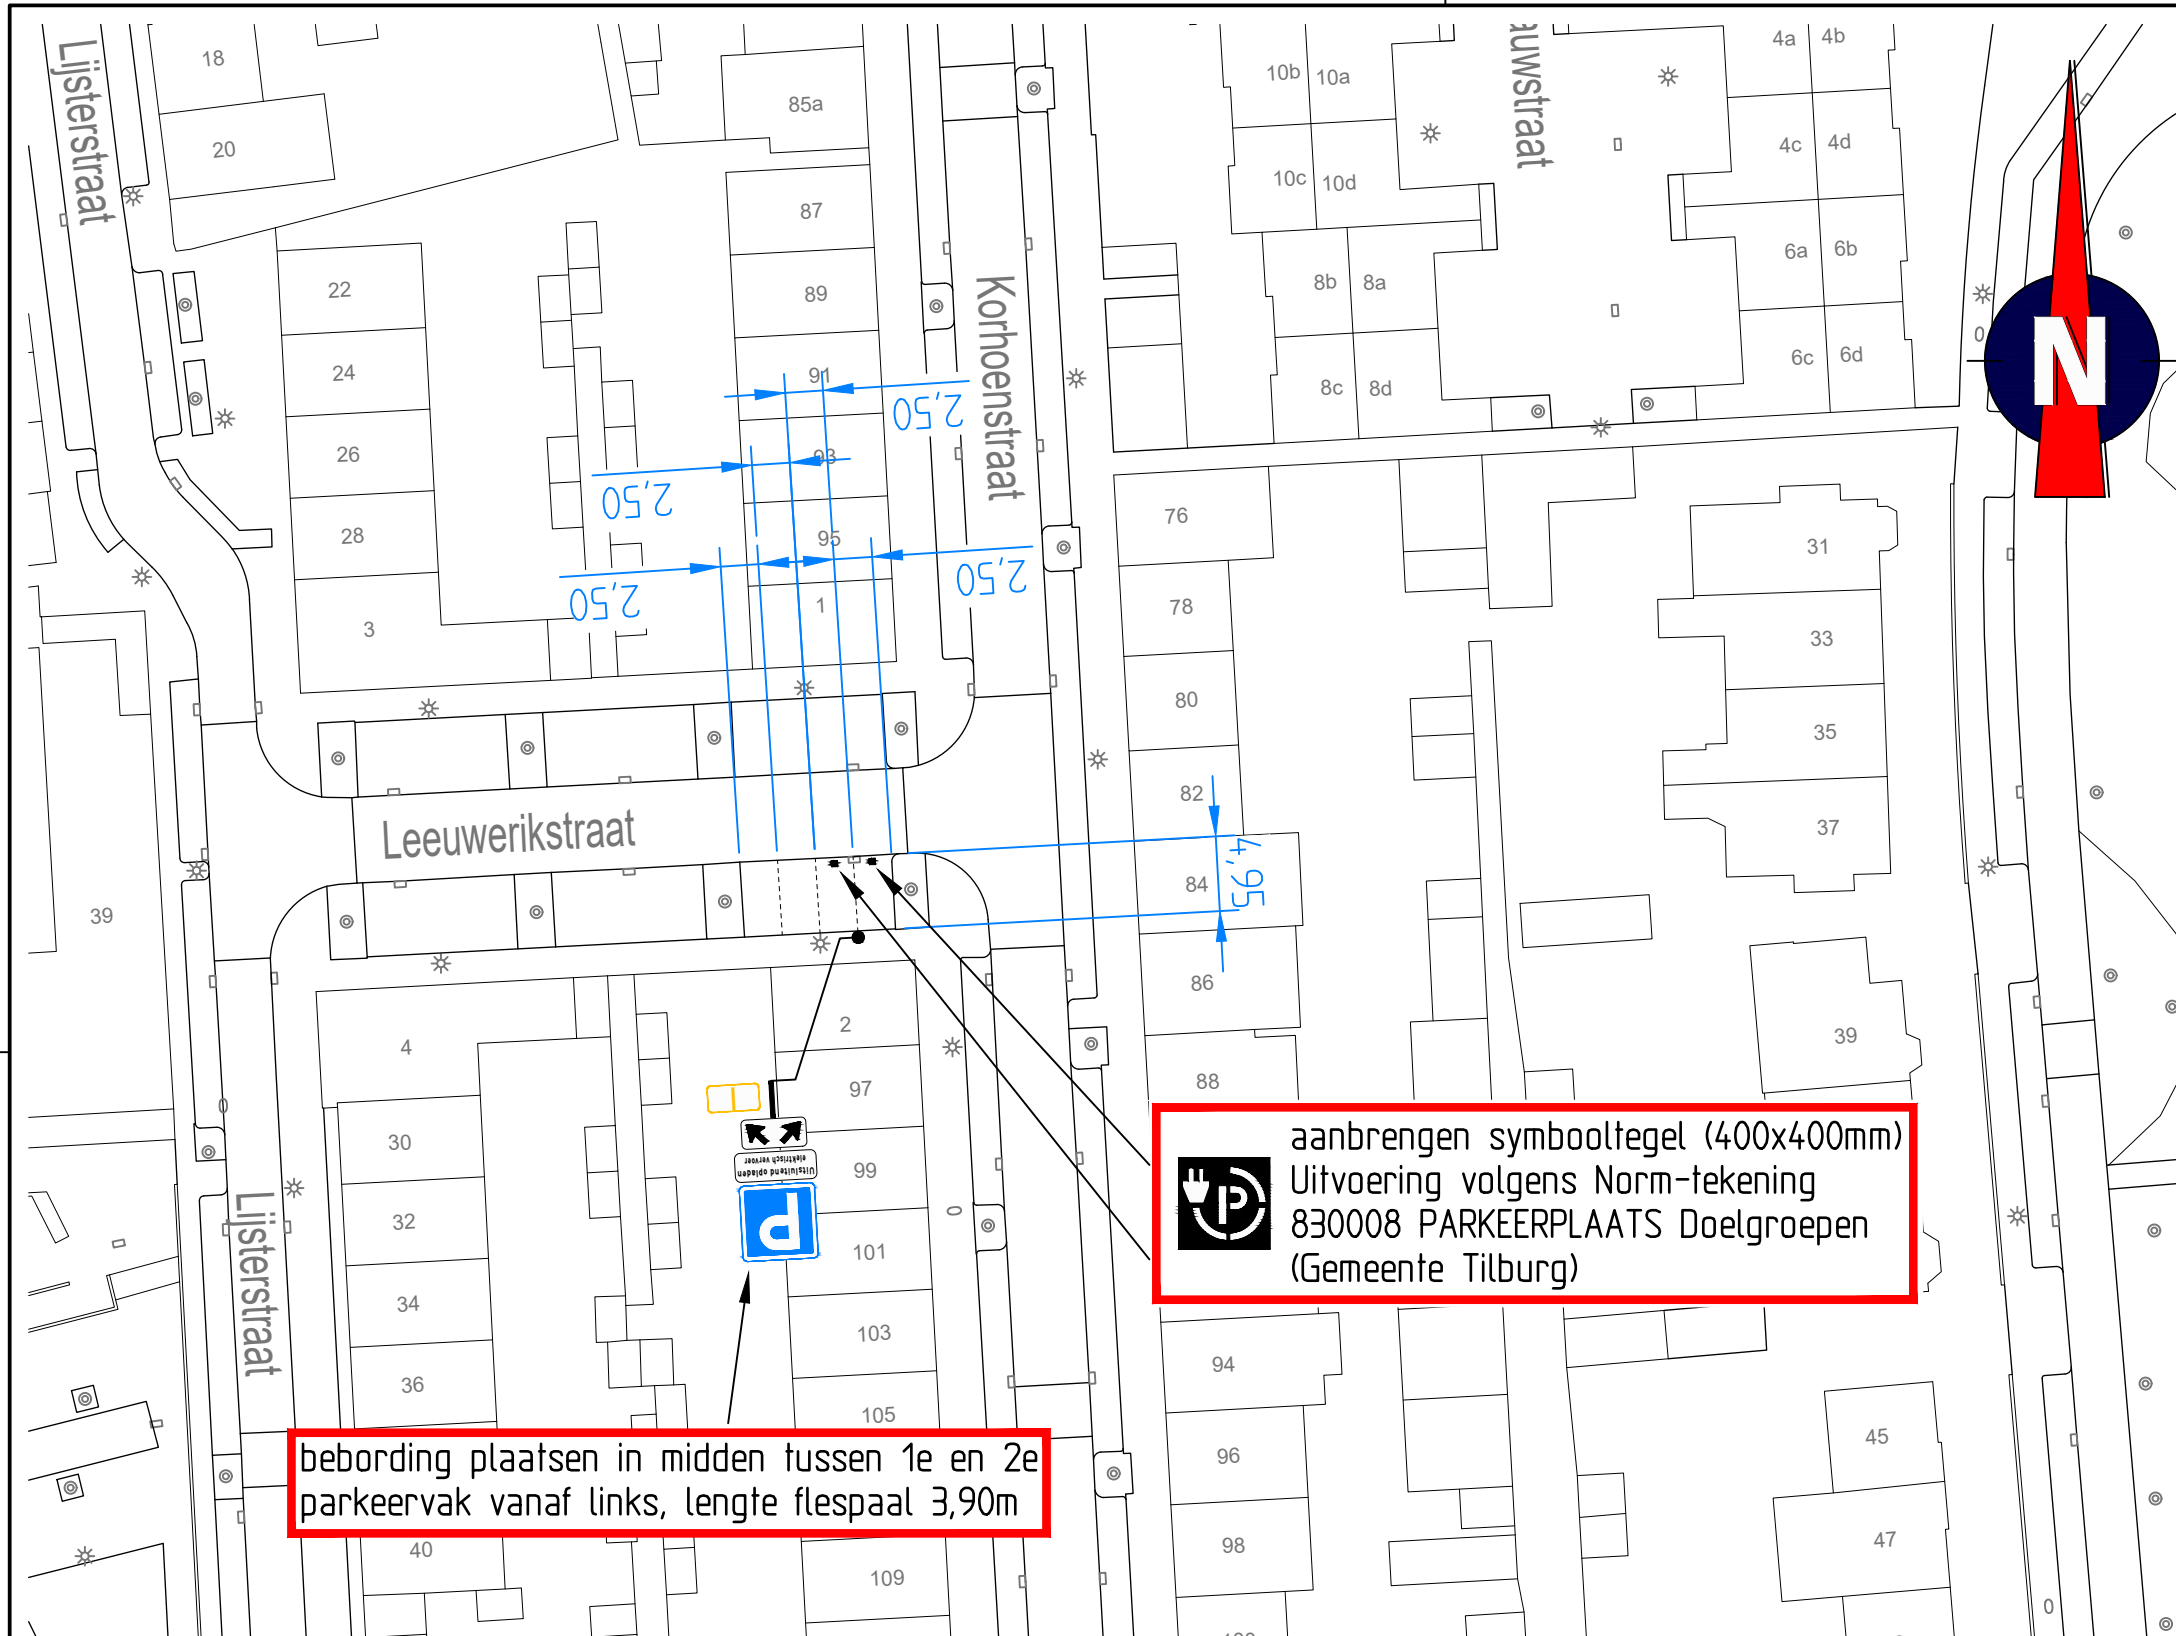 Lijsterstraat
18
20
85a
87
89
91
93
95
1
22
24
26
28
3
Korhoenstraat
10b
10a
10c
10d
8b
8a
8c
8d
auwstraat
4a
4b
4c
4d
6a
6b
6c
6d
N
2,50
2,50
2,50
2,50
76
78
80
82
84
86
88
31
33
35
37
39
4,95
Leeuwerikstraat
39
4
2
97
99
101
103
105
109
30
32
34
36
40
Lijsterstraat
Uitsluitend opladen
elektrisch vervoer
P
P
aanbrengen symbooltegel (400x400mm)
Uitvoering volgens Norm-tekening
830008 PARKEERPLAATS Doelgroepen
(Gemeente Tilburg)
bebording plaatsen in midden tussen 1e en 2e
parkeervak vanaf links, lengte flespaal 3,90m
94
96
98
45
47